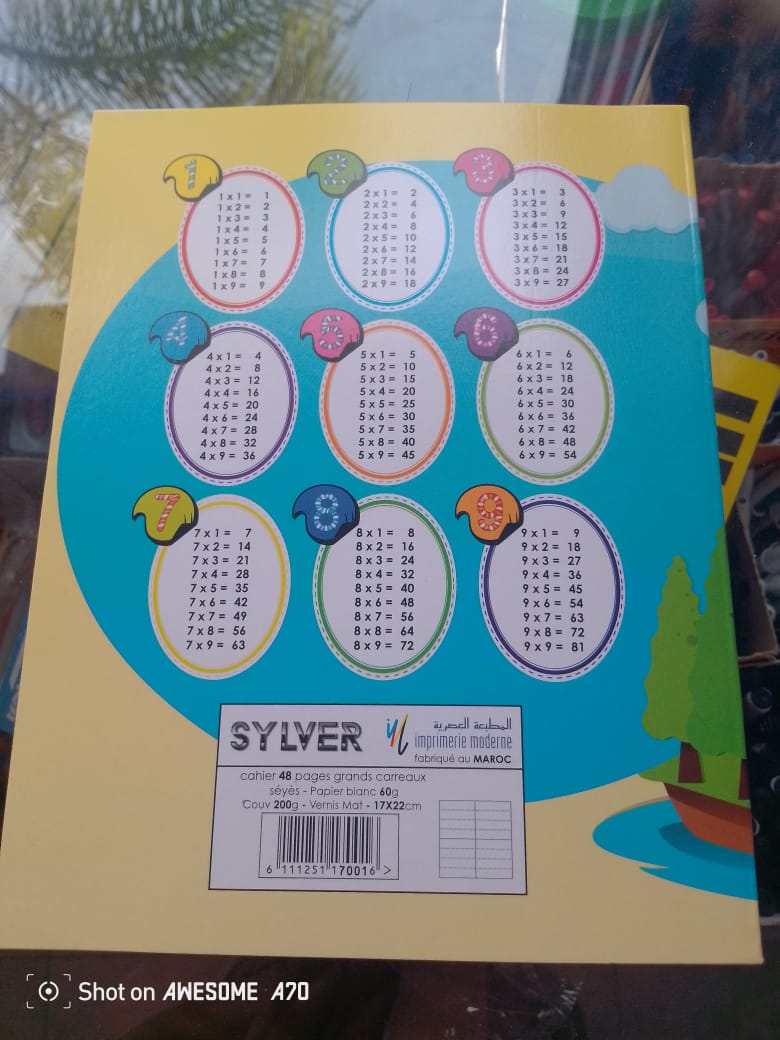 1
1 x 1 = 1
1 x 2 = 2
1 x 3 = 3
1 x 4 = 4
1 x 5 = 5
1 x 6 = 6
1 x 7 = 7
1 x 8 = 8
1 x 9 = 9
2
2 x 1 = 2
2 x 2 = 4
2 x 3 = 6
2 x 4 = 8
2 x 5 = 10
2 x 6 = 12
2 x 7 = 14
2 x 8 = 16
2 x 9 = 18
3
3 x 1 = 3
3 x 2 = 6
3 x 3 = 9
3 x 4 = 12
3 x 5 = 15
3 x 6 = 18
3 x 7 = 21
3 x 8 = 24
3 x 9 = 27
4
4 x 1 = 4
4 x 2 = 8
4 x 3 = 12
4 x 4 = 16
4 x 5 = 20
4 x 6 = 24
4 x 7 = 28
4 x 8 = 32
4 x 9 = 36
5
5 x 1 = 5
5 x 2 = 10
5 x 3 = 15
5 x 4 = 20
5 x 5 = 25
5 x 6 = 30
5 x 7 = 35
5 x 8 = 40
5 x 9 = 45
6
6 x 1 = 6
6 x 2 = 12
6 x 3 = 18
6 x 4 = 24
6 x 5 = 30
6 x 6 = 36
6 x 7 = 42
6 x 8 = 48
6 x 9 = 54
7
7 x 1 = 7
7 x 2 = 14
7 x 3 = 21
7 x 4 = 28
7 x 5 = 35
7 x 6 = 42
7 x 7 = 49
7 x 8 = 56
7 x 9 = 63
8
8 x 1 = 8
8 x 2 = 16
8 x 3 = 24
8 x 4 = 32
8 x 5 = 40
8 x 6 = 48
8 x 7 = 56
8 x 8 = 64
8 x 9 = 72
9
9 x 1 = 9
9 x 2 = 18
9 x 3 = 27
9 x 4 = 36
9 x 5 = 45
9 x 6 = 54
9 x 7 = 63
9 x 8 = 72
9 x 9 = 81
SYLVER
المطبعة العصرية
imprimerie moderne
fabriqué au MAROC
cahier 48 pages grands carreaux
séyès - Papier blanc 60g
Couv 200g - Vernis Mat - 17X22cm
6 111251 170016 >
Shot on AWESOME A70